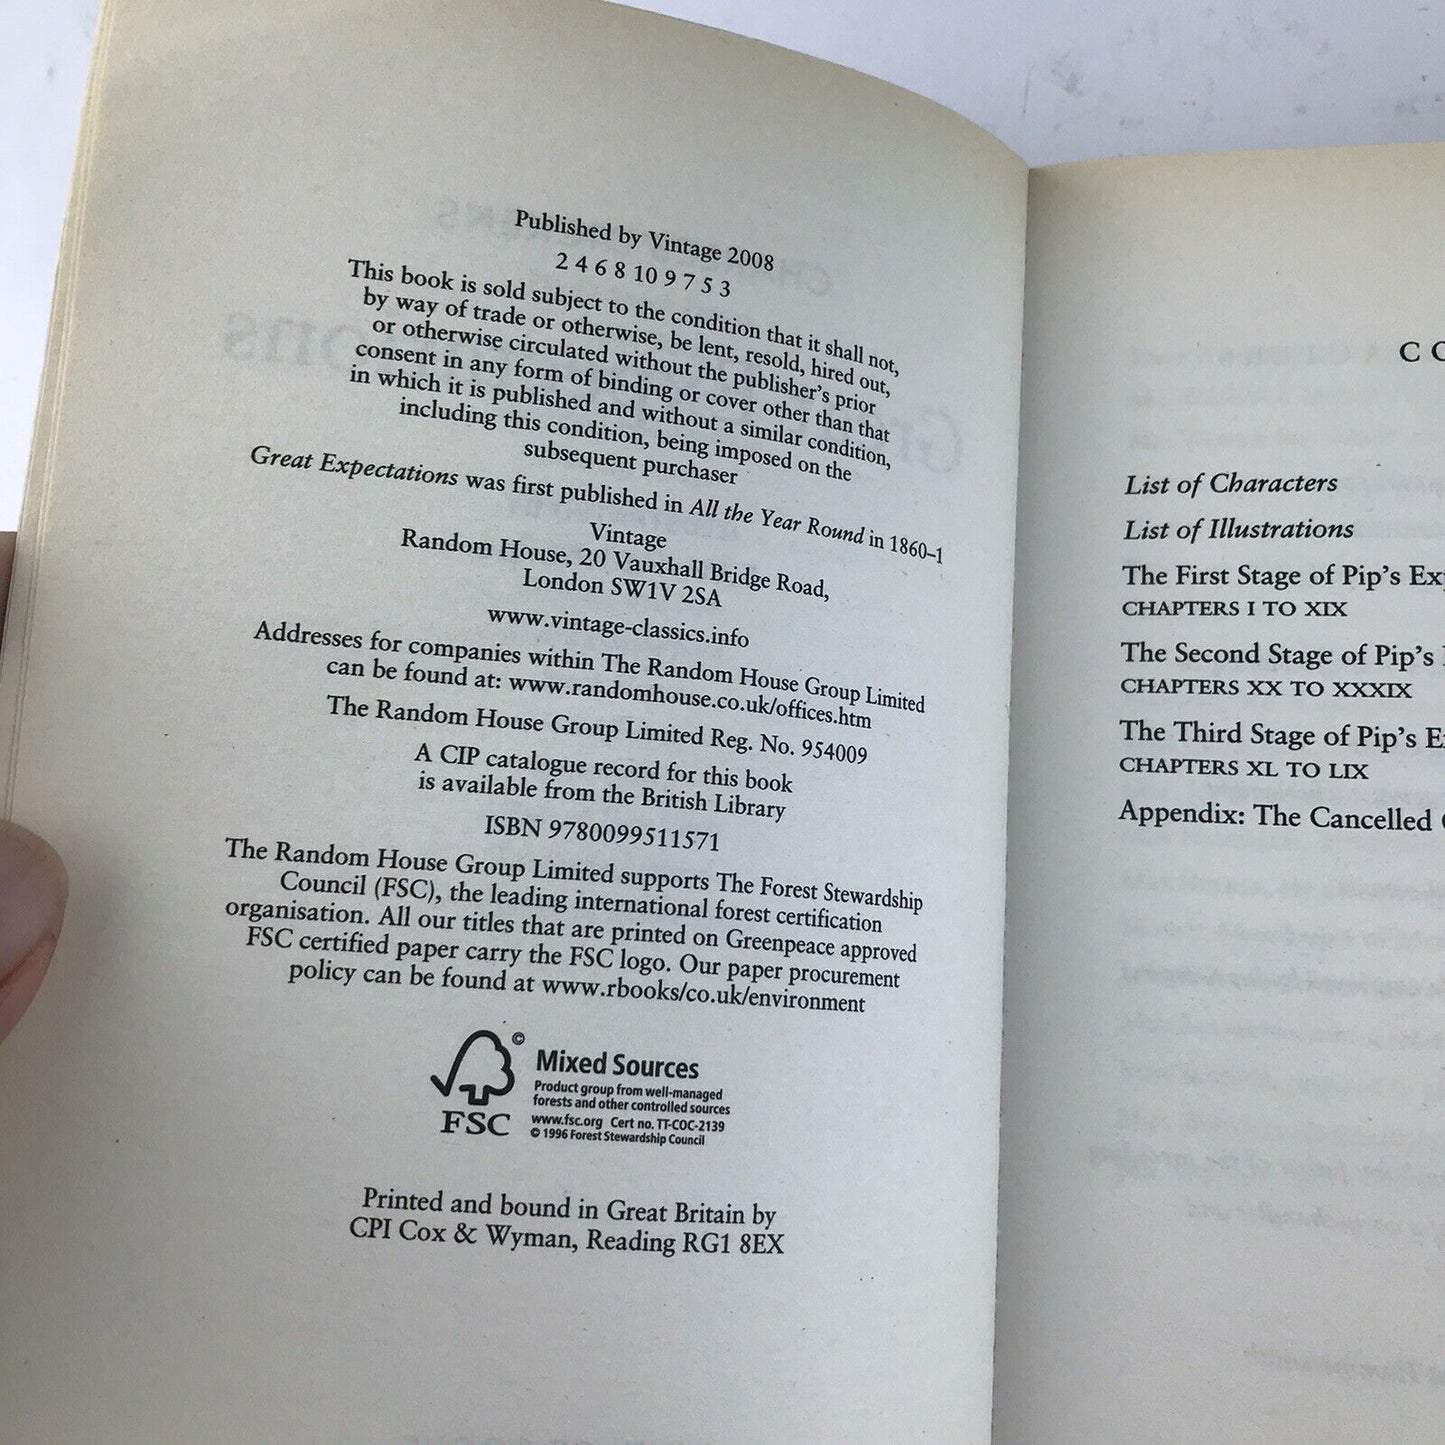 Published by Vintage 2008
2 4 6 8 10 9 7 5 3
This book is sold subject to the condition that it shall not,
by way of trade or otherwise, be lent, resold, hired out,
or otherwise circulated without the publisher's prior
consent in any form of binding or cover other than that
in which it is published and without a similar condition,
including this condition, being imposed on the
subsequent purchaser
Great Expectations was first published in All the Year Round in 1860–1
Vintage
Random House, 20 Vauxhall Bridge Road,
London SW1V 2SA
www.vintage-classics.info
Addresses for companies within The Random House Group Limited
can be found at: www.randomhouse.co.uk/offices.htm
The Random House Group Limited Reg. No. 954009
A CIP catalogue record for this book
is available from the British Library
ISBN 9780099511571
The Random House Group Limited supports The Forest Stewardship
Council (FSC), the leading international forest certification
organisation. All our titles that are printed on Greenpeace approved
FSC certified paper carry the FSC logo. Our paper procurement
policy can be found at www.rbooks/co.uk/environment
©
FSC
Mixed Sources
Product group from well-managed
forests and other controlled sources
www.fsc.org Cert no. TT-COC-2139
© 1996 Forest Stewardship Council
Printed and bound in Great Britain by
CPI Cox & Wyman, Reading RG1 8EX
List of Characters
List of Illustrations
The First Stage of Pip's
CHAPTERS I TO XIX
The Second Stage of Pip's
CHAPTERS XX TO XXXIX
The Third Stage of Pip's
CHAPTERS XL TO LIX
Appendix: The Cancelled